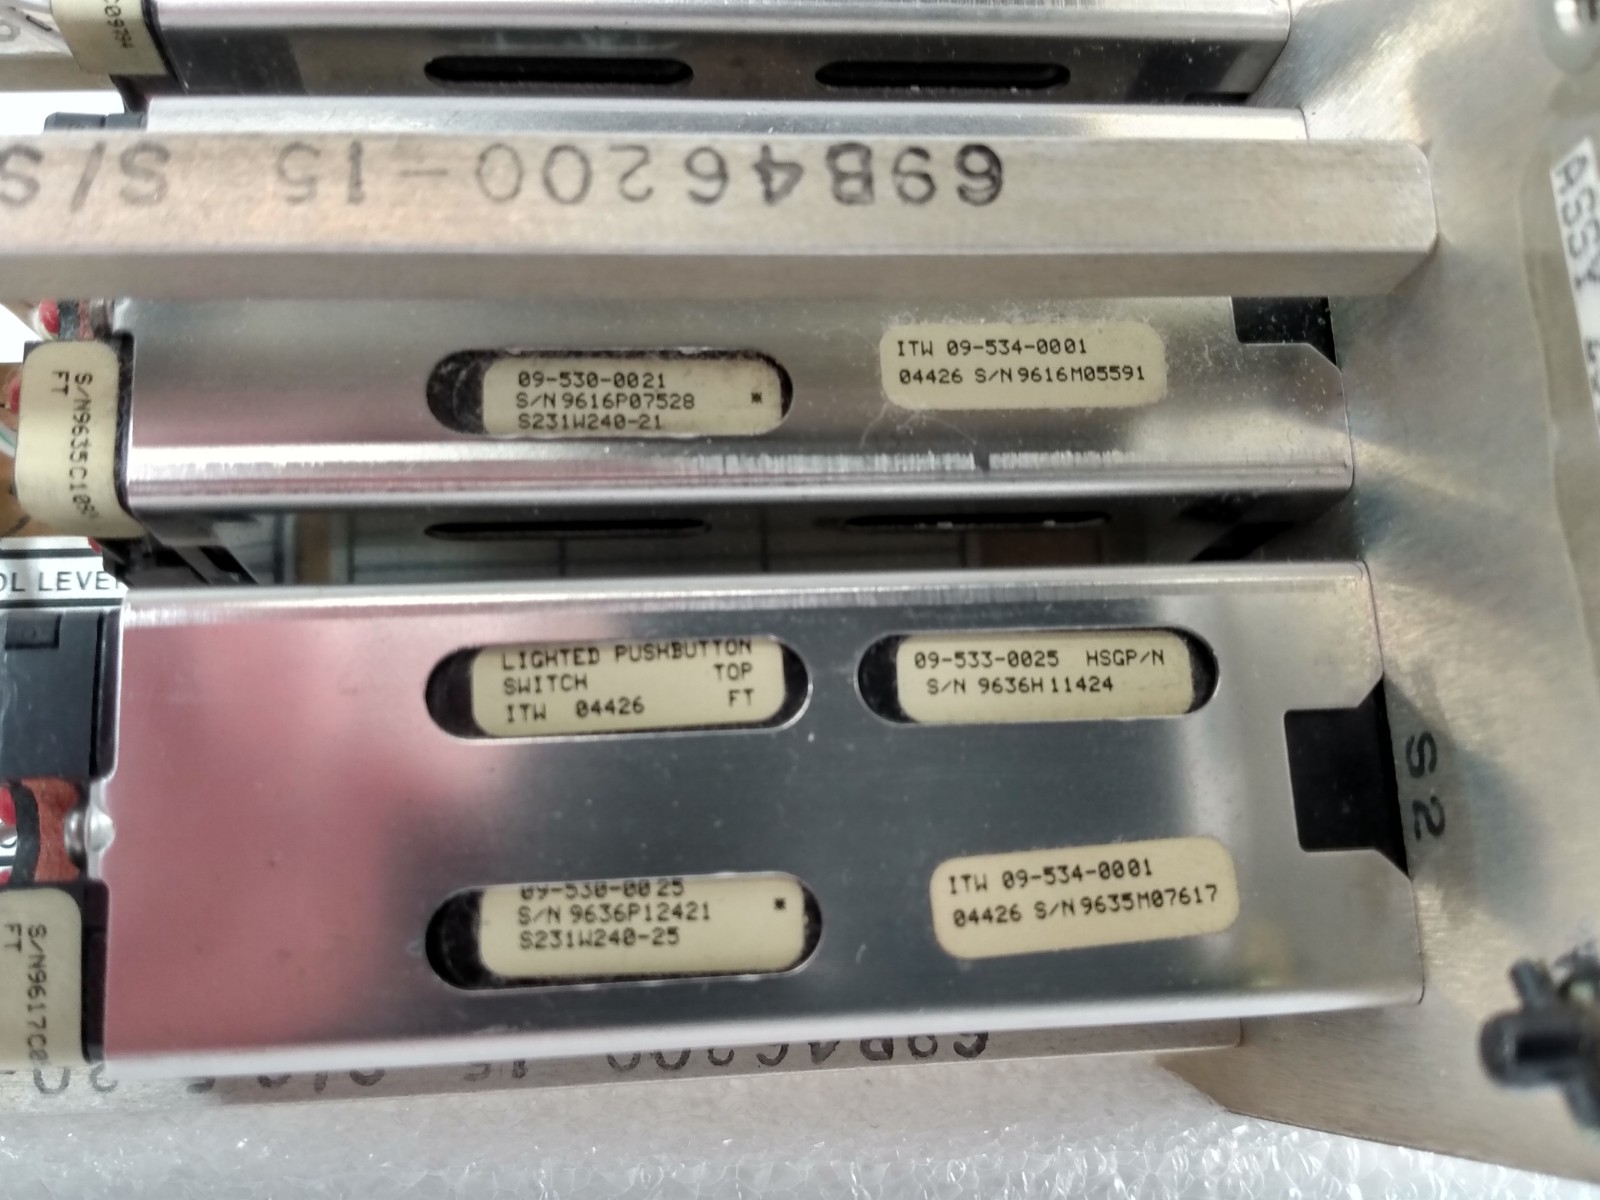 69B46200-15 S/S
ASSY
09-530-0021
S/N 9616P07528 *
S231W240-21
ITW 09-534-0001
04426 S/N 9616M05591
FT
LIGHTED PUSHBUTTON
SWITCH TOP
ITW 04426 FT
09-533-0025 HSGP/N
S/N 9636H11424
S2
09-530-0025
S/N 9636P12421 *
S231W240-25
ITW 09-534-0001
04426 S/N 9635M07617
FT